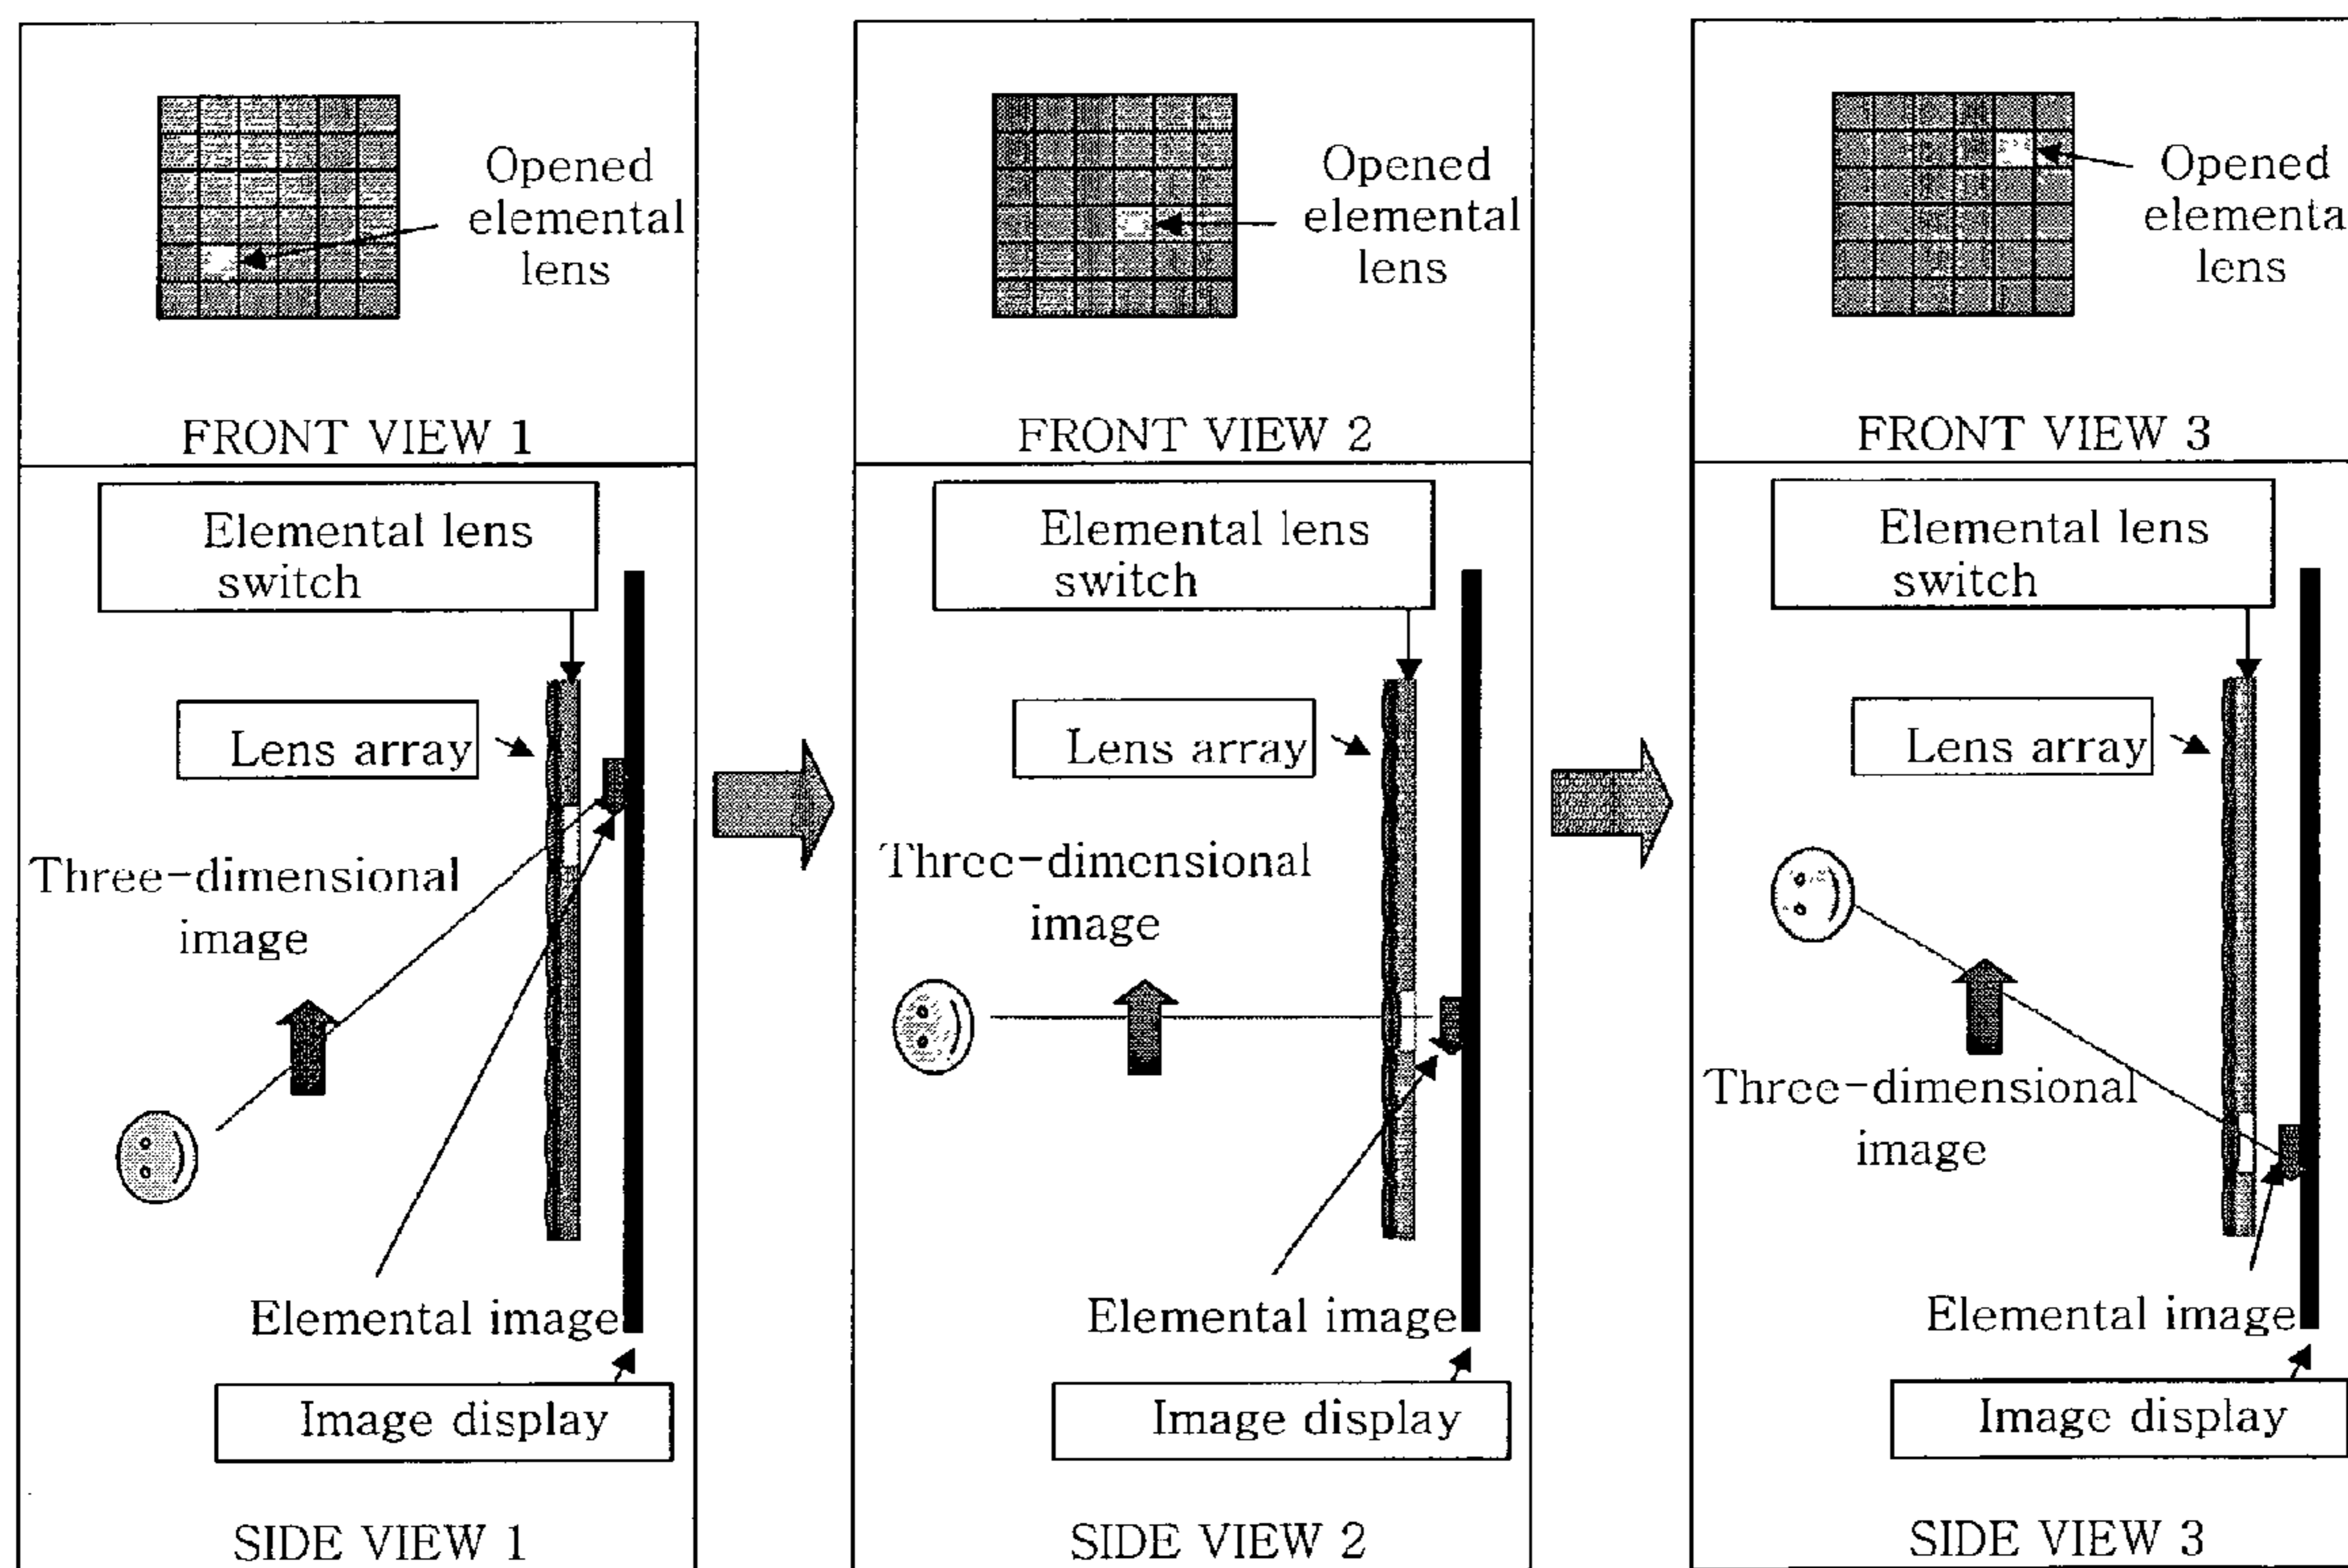 Opened
elemental
lens
FRONT VIEW 1
Elemental lens
switch
Lens array
Three-dimensional
image
Elemental image
Image display
SIDE VIEW 1
Opened
elemental
lens
FRONT VIEW 2
Elemental lens
switch
Lens array
Three-dimensional
image
Elemental image
Image display
SIDE VIEW 2
Opened
elementa
lens
FRONT VIEW 3
Elemental lens
switch
Lens array
Three-dimensional
image
Elemental image
Image display
SIDE VIEW 3